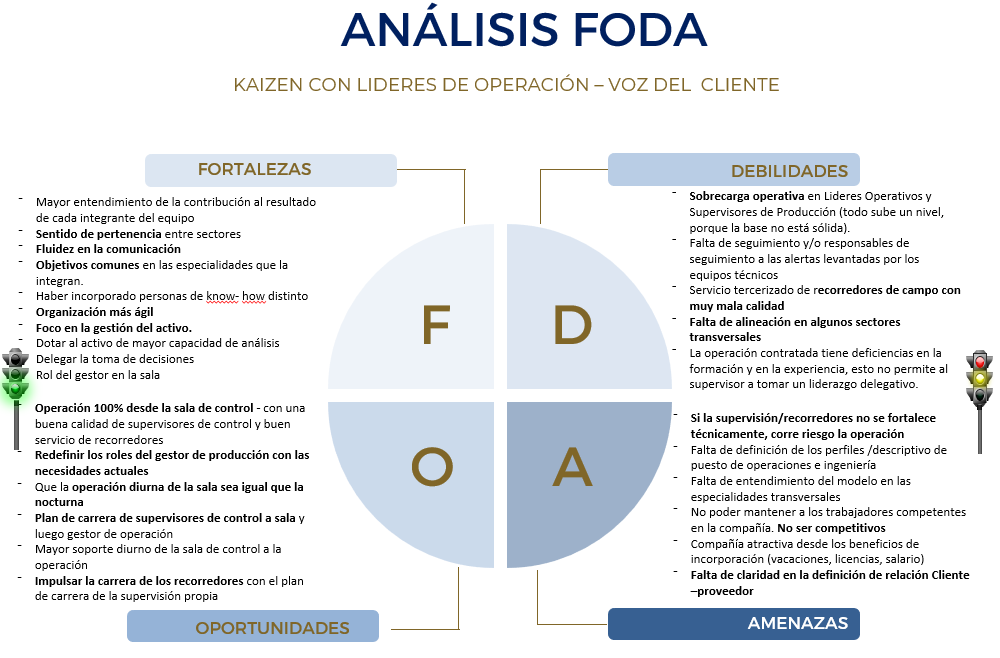 ANÁLISIS FODA
KAIZEN CON LIDERES DE OPERACIÓN – VOZ DEL CLIENTE
FORTALEZAS
- Mayor entendimiento de la contribución al resultado
de cada integrante del equipo
- Sentido de pertenencia entre sectores
- Fluidez en la comunicación
- Objetivos comunes en las especialidades que la
integran.
- Haber incorporado personas de know- how distinto
- Organización más ágil
- Foco en la gestión del activo.
- Dotar al activo de mayor capacidad de análisis
- Delegar la toma de decisiones
- Rol del gestor en la sala
DEBILIDADES
- Sobrecarga operativa en Lideres Operativos y
Supervisores de Producción (todo sube un nivel,
porque la base no está sólida).
- Falta de seguimiento y/o responsables de
seguimiento a las alertas levantadas por los
equipos técnicos
- Servicio tercerizado de recorredores de campo con
muy mala calidad
- Falta de alineación en algunos sectores
transversales
- La operación contratada tiene deficiencias en la
formación y en la experiencia, esto no permite al
supervisor a tomar un liderazgo delegativo.
F
D
O
A
- Operación 100% desde la sala de control - con una
buena calidad de supervisores de control y buen
servicio de recorredores
- Redefinir los roles del gestor de producción con las
necesidades actuales
- Que la operación diurna de la sala sea igual que la
nocturna
- Plan de carrera de supervisores de control a sala y
luego gestor de operación
- Mayor soporte diurno de la sala de control a la
operación
- Impulsar la carrera de los recorredores con el plan
de carrera de la supervisión propia
OPORTUNIDADES
- Si la supervisión/recorredores no se fortalece
técnicamente, corre riesgo la operación
- Falta de definición de los perfiles /descriptivo de
puesto de operaciones e ingeniería
- Falta de entendimiento del modelo en las
especialidades transversales
- No poder mantener a los trabajadores competentes
en la compañía. No ser competitivos
- Compañía atractiva desde los beneficios de
incorporación (vacaciones, licencias, salario)
- Falta de claridad en la definición de relación Cliente
–proveedor
AMENAZAS